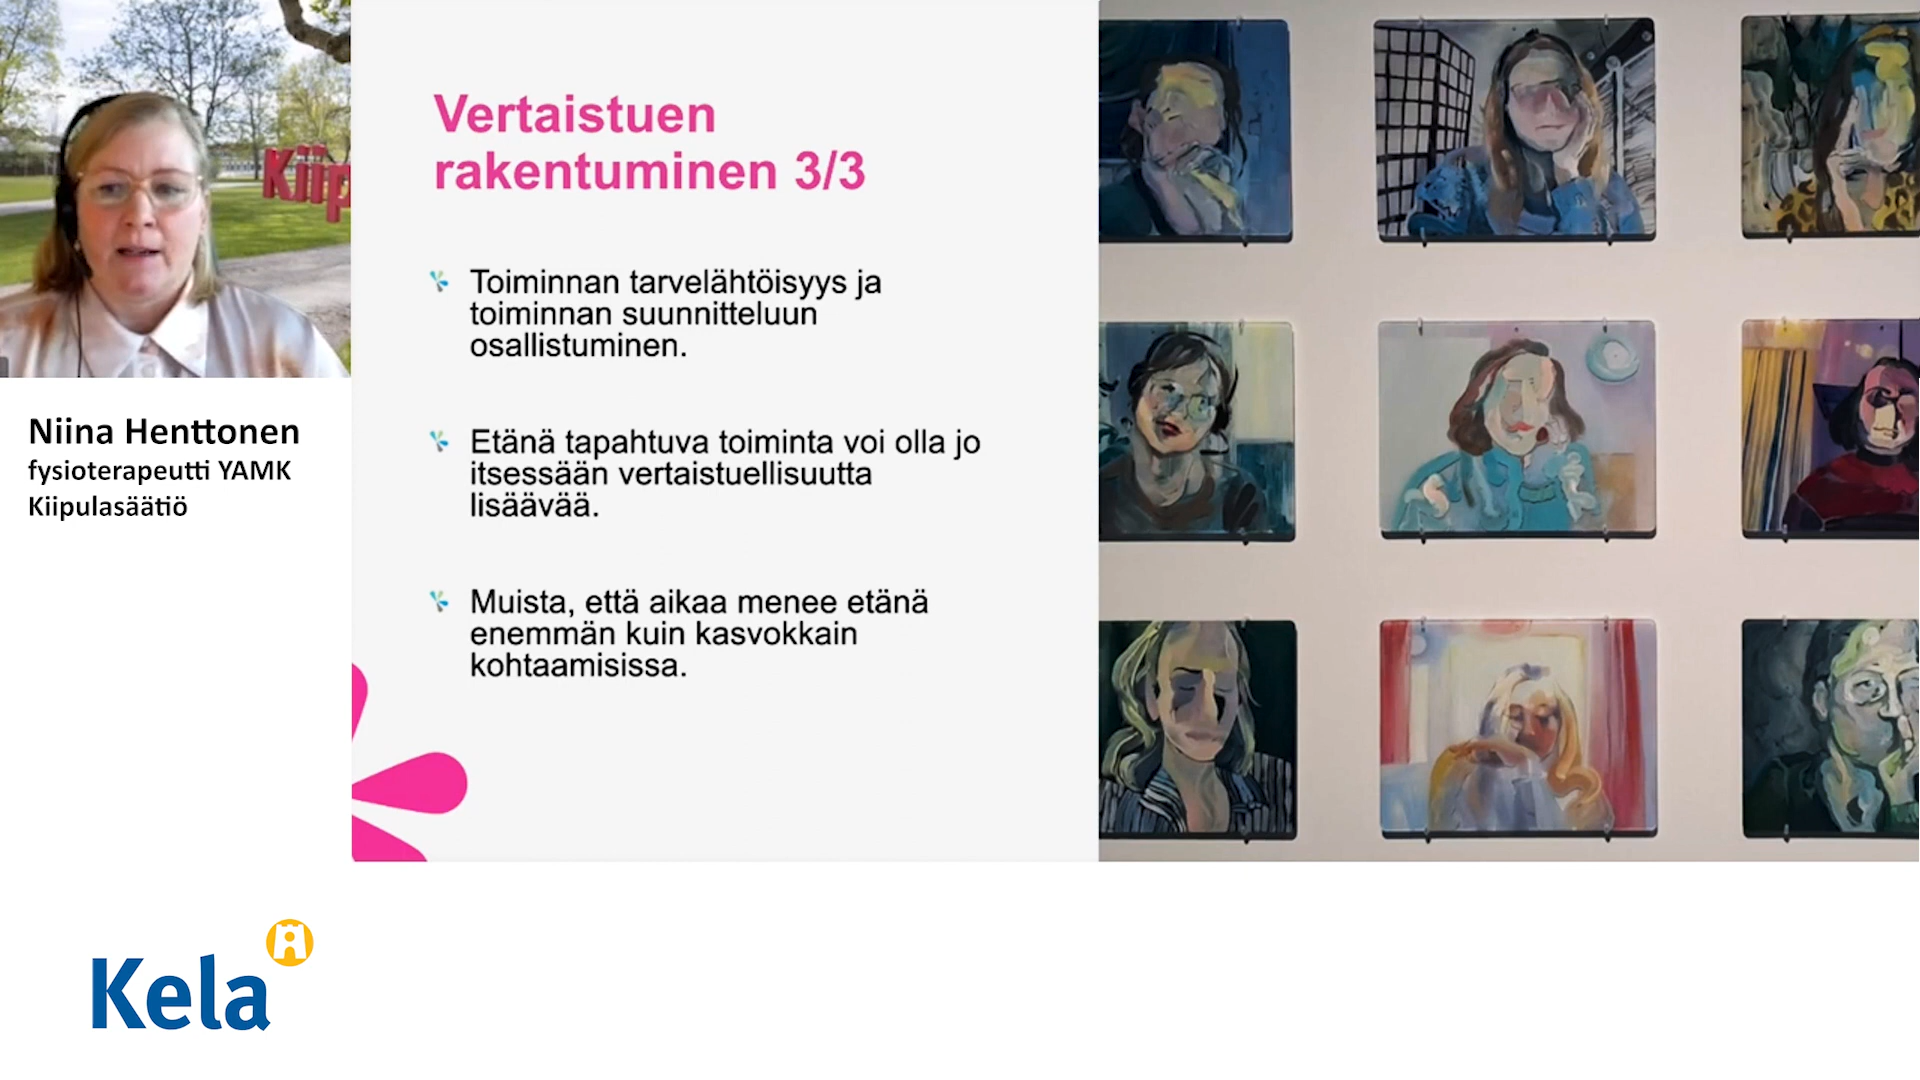 Kiip
Niina Henttonen
fysioterapeutti YAMK
Kiipulasäätiö
Vertaistuen
rakentuminen 3/3
Toiminnan tarvelähtöisyys ja
toiminnan suunnitteluun
osallistuminen.
Etänä tapahtuva toiminta voi olla jo
itsessään vertaistuellisuutta
lisäävää.
Muista, että aikaa menee etänä
enemmän kuin kasvokkain
kohtaamisissa.
Kela